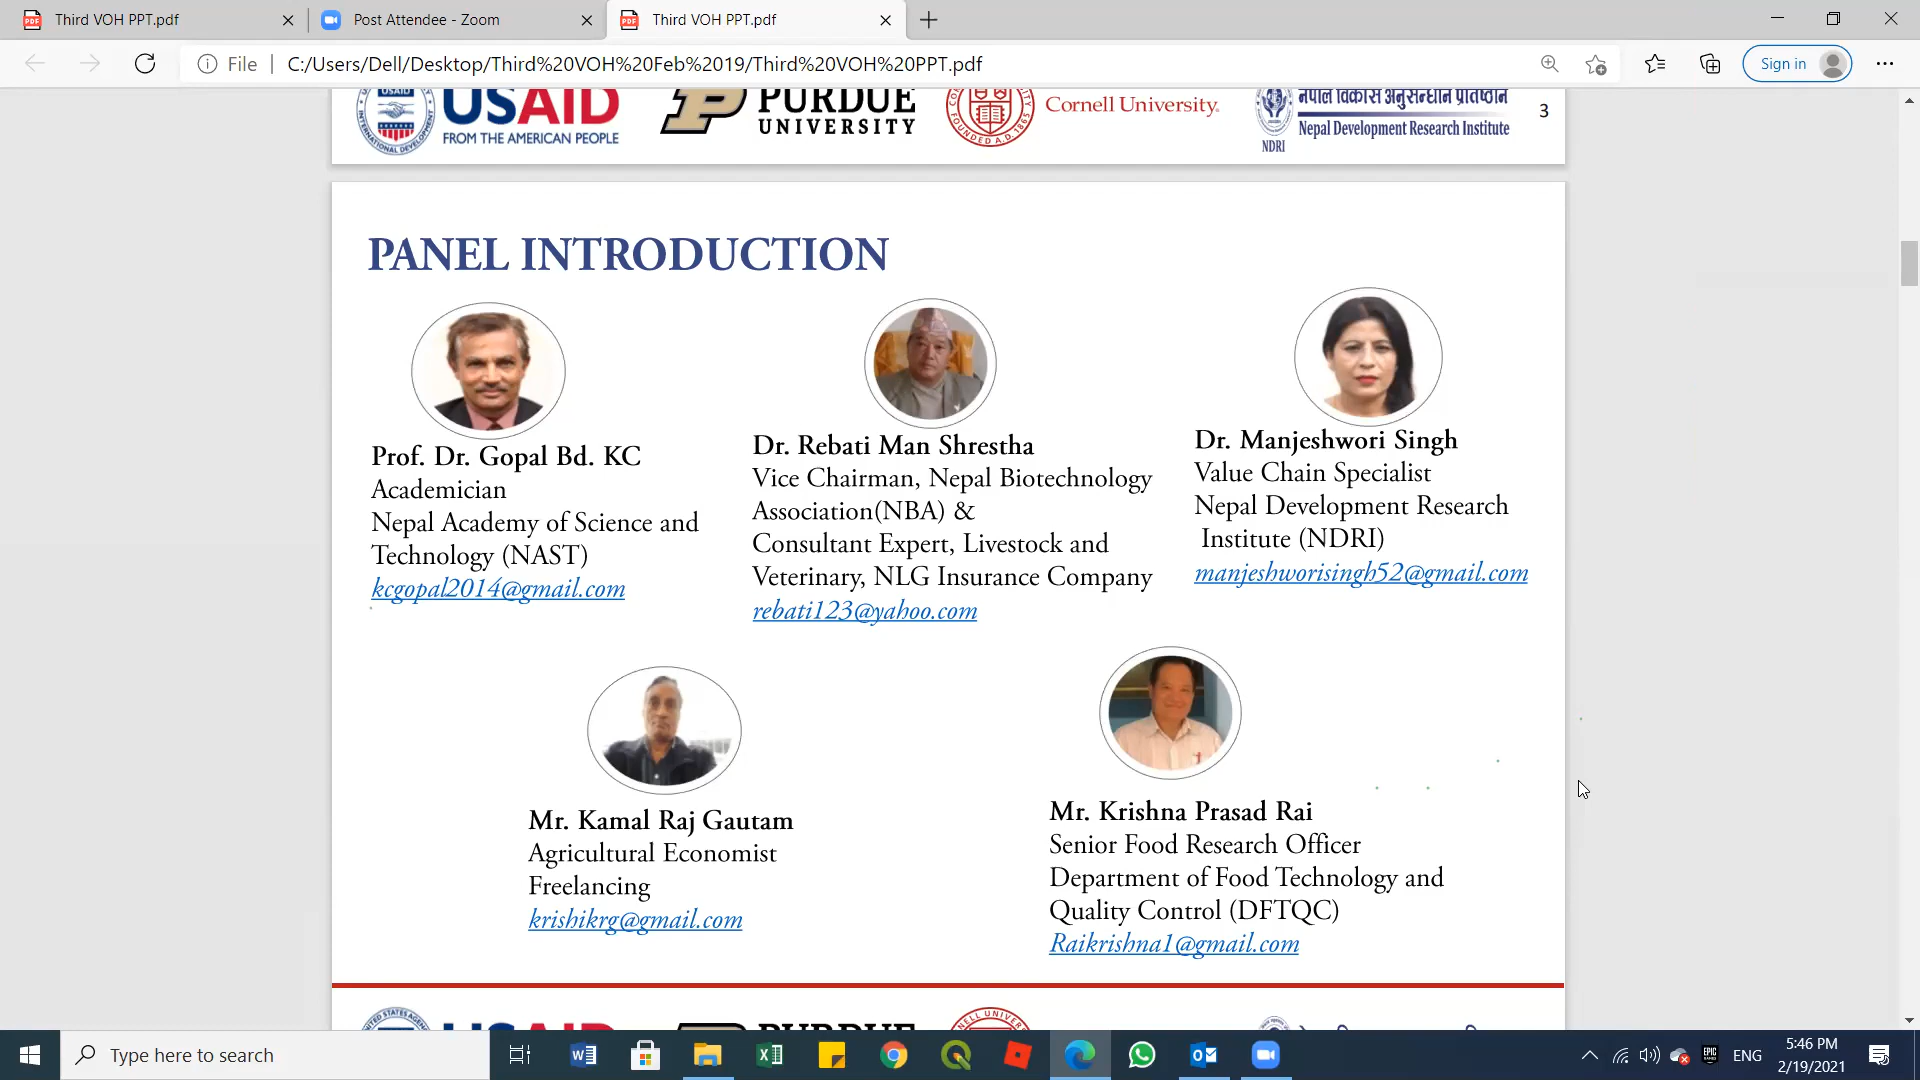 Third VOH PPT.pdf
Post Attendee - Zoom
Third VOH PPT.pdf
File
C:/Users/Dell/Desktop/Third%20VOH%20Feb%2019/Third%20VOH%20PPT.pdf
Sign in
USAID
FROM THE AMERICAN PEOPLE
PURDUE
UNIVERSITY
Cornell University
नेपाल विकास अनुसन्धान प्रतिष्ठान
Nepal Development Research Institute
NDRI
3
PANEL INTRODUCTION
Prof. Dr. Gopal Bd. KC
Academician
Nepal Academy of Science and
Technology (NAST)
kcgopal2014@gmail.com
Dr. Rebati Man Shrestha
Vice Chairman, Nepal Biotechnology
Association(NBA) &
Consultant Expert, Livestock and
Veterinary, NLG Insurance Company
rebati123@yahoo.com
Dr. Manjeshwori Singh
Value Chain Specialist
Nepal Development Research
Institute (NDRI)
manjeshworisingh52@gmail.com
Mr. Kamal Raj Gautam
Agricultural Economist
Freelancing
krishikrg@gmail.com
Mr. Krishna Prasad Rai
Senior Food Research Officer
Department of Food Technology and
Quality Control (DFTQC)
Raikrishna1@gmail.com
USAID
PURDUE
Type here to search
ENG
5:46 PM
2/19/2021